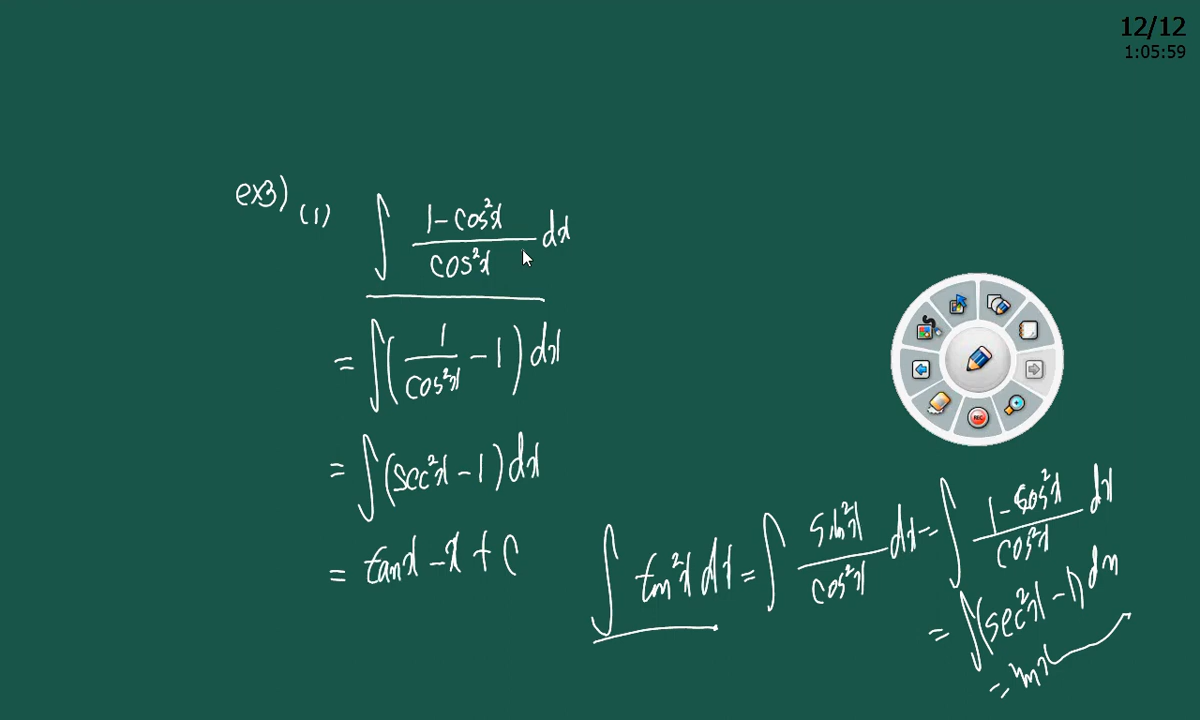 12/12
1:05:59
ex3) (1) ∫ (1-cos²x)/(cos²x) dx
= ∫ (1/(cos²x) - 1) dx
= ∫ (sec²x - 1) dx
= tanx - x + C
∫ tan²x dx = ∫ (sin²x)/(cos²x) dx = ∫ (1-cos²x)/(cos²x) dx
= ∫ (sec²x - 1) dx
=
REC